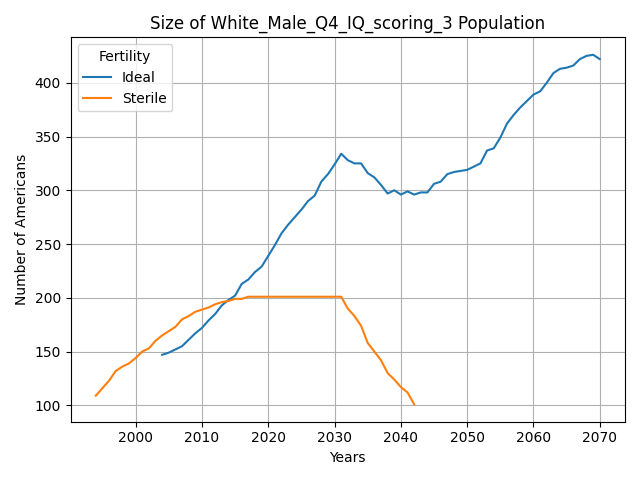 Size of White_Male_Q4_IQ_scoring_3 Population
Fertility
Ideal
Sterile
Number of Americans
400
350
300
250
200
150
100
2000 2010 2020 2030 2040 2050 2060 2070
Years